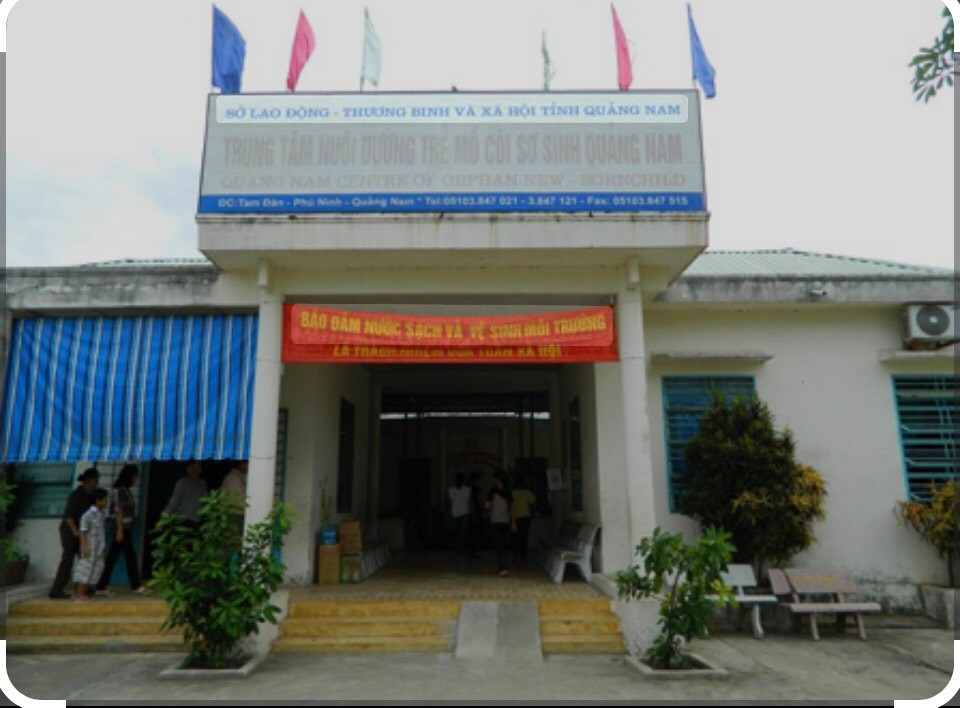 SỞ LAO ĐỘNG - THƯƠNG BINH VÀ XÃ HỘI TỈNH QUẢNG NAM
TRUNG TÂM NUÔI DƯỠNG TRẺ MỒ CÔI SƠ SINH QUẢNG NAM
QUANG NAM CENTRE OF ORPHAN NEW - BORNCHILD
ĐC:Tam Đàn - Phú Ninh - Quảng Nam * Tel:05103.847 021 - 3.847 121 - Fax: 05103.847 515
BẢO ĐẢM NƯỚC SẠCH VÀ VỆ SINH MÔI TRƯỜNG
LÀ TRÁCH NHIỆM CỦA TOÀN XÃ HỘI